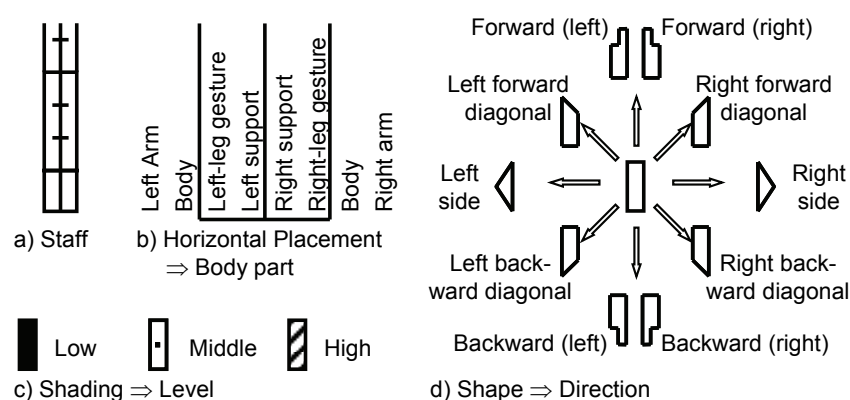 a) Staff
Left Arm
Body
Left-leg gesture
Left support
Right support
Right-leg gesture
Body
Right arm
b) Horizontal Placement
⇒ Body part
Low
Middle
High
c) Shading ⇒ Level
Forward (left)
Forward (right)
Left forward
diagonal
Right forward
diagonal
Left
side
Right
side
Left back-
ward diagonal
Right back-
ward diagonal
Backward (left)
Backward (right)
d) Shape ⇒ Direction